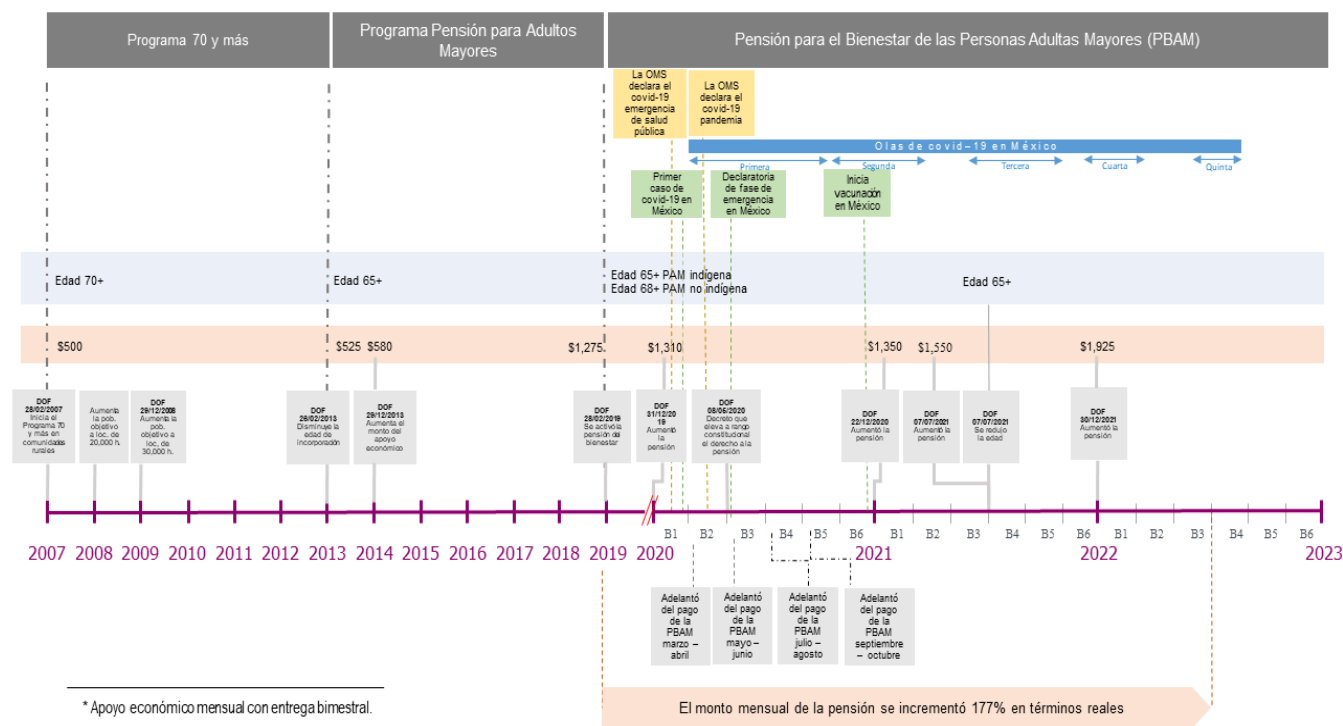 Programa 70 y más
Programa Pensión para Adultos
Mayores
Pensión para el Bienestar de las Personas Adultas Mayores (PBAM)
La OMS
declara el
covid-19
emergencia
de salud
pública
La OMS
declara el
covid-19
pandemia
Olas de covid–19 en México
Primera
Segunda
Tercera
Cuarta
Quinta
Primer
caso de
covid-19 en
México
Declaratoria
de fase de
emergencia
en México
Inicia
vacunación
en México
Edad 70+
Edad 65+
Edad 65+ PAM indígena
Edad 68+ PAM no indígena
Edad 65+
$500
$525
$580
$1,275
$1,310
$1,350
$1,550
$1,925
DOF
28/02/2007
Inicia el
Programa 70
y más en
comunidades
rurales
Aumenta
la pob.
objetivo a
loc. de
20,000 h.
DOF
29/12/2008
Aumenta la
pob.
objetivo a
loc. de
30,000 h.
DOF
26/02/2013
Disminuye la
edad de
incorporación
DOF
29/12/2013
Aumenta el
monto del
apoyo
económico
DOF
28/02/2019
Se activó la
pensión del
bienestar
DOF
31/12/20
19
Aumentó
la
pensión
DOF
08/05/2020
Decreto que
eleva a rango
constitucional
el derecho a la
pensión
DOF
22/12/2020
Aumentó la
pensión
DOF
07/07/2021
Aumentó la
pensión
DOF
07/07/2021
Se redujo
la edad
DOF
30/12/2021
Aumentó la
pensión
B1
B2
B3
B4
B5
B6
B1
B2
B3
B4
B5
B6
B1
B2
B3
B4
B5
B6
2007
2008
2009
2010
2011
2012
2013
2014
2015
2016
2017
2018
2019
2020
2021
2022
2023
Adelantó
del pago
de la
PBAM
marzo –
abril
Adelantó
del pago
de la
PBAM
mayo –
junio
Adelantó
del pago
de la
PBAM
julio –
agosto
Adelantó
del pago
de la
PBAM
septiembre
– octubre
* Apoyo económico mensual con entrega bimestral.
El monto mensual de la pensión se incrementó 177% en términos reales